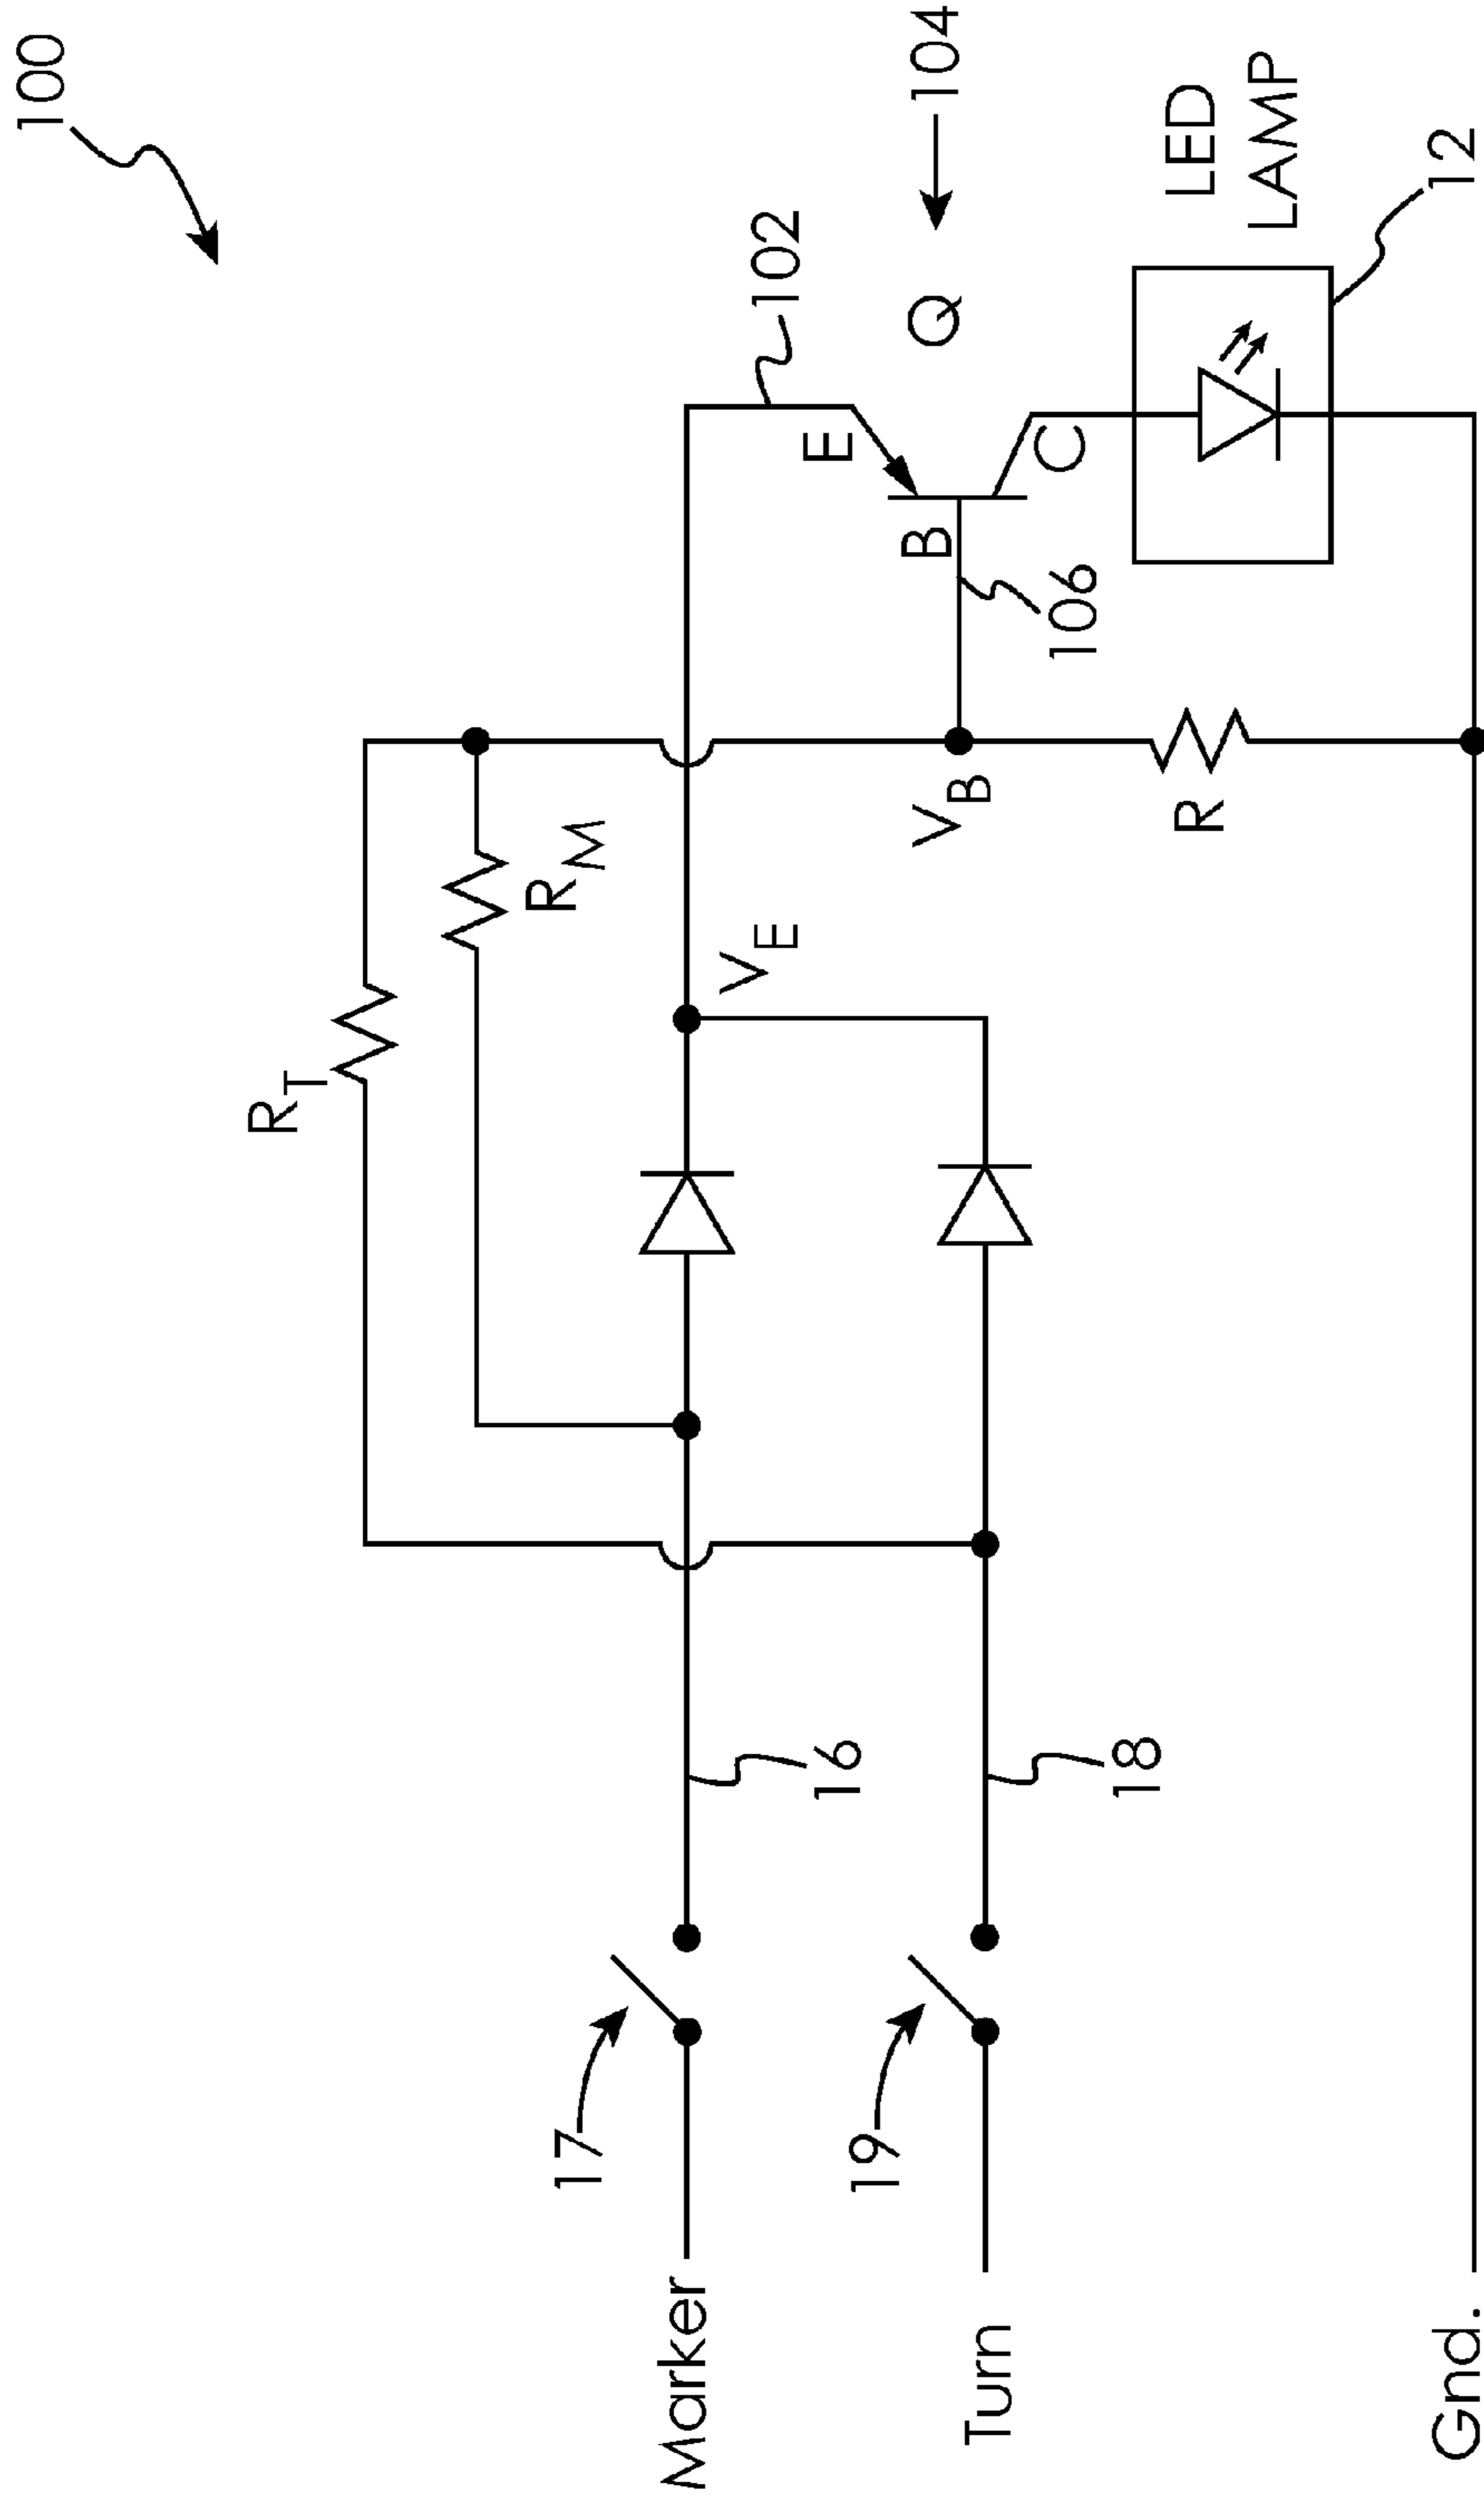 100
R_T
R_M
102
V_E
E
Q
104
B
V_B
106
C
LED
LAMP
12
R
17
16
19
18
Marker
Turn
Gnd.